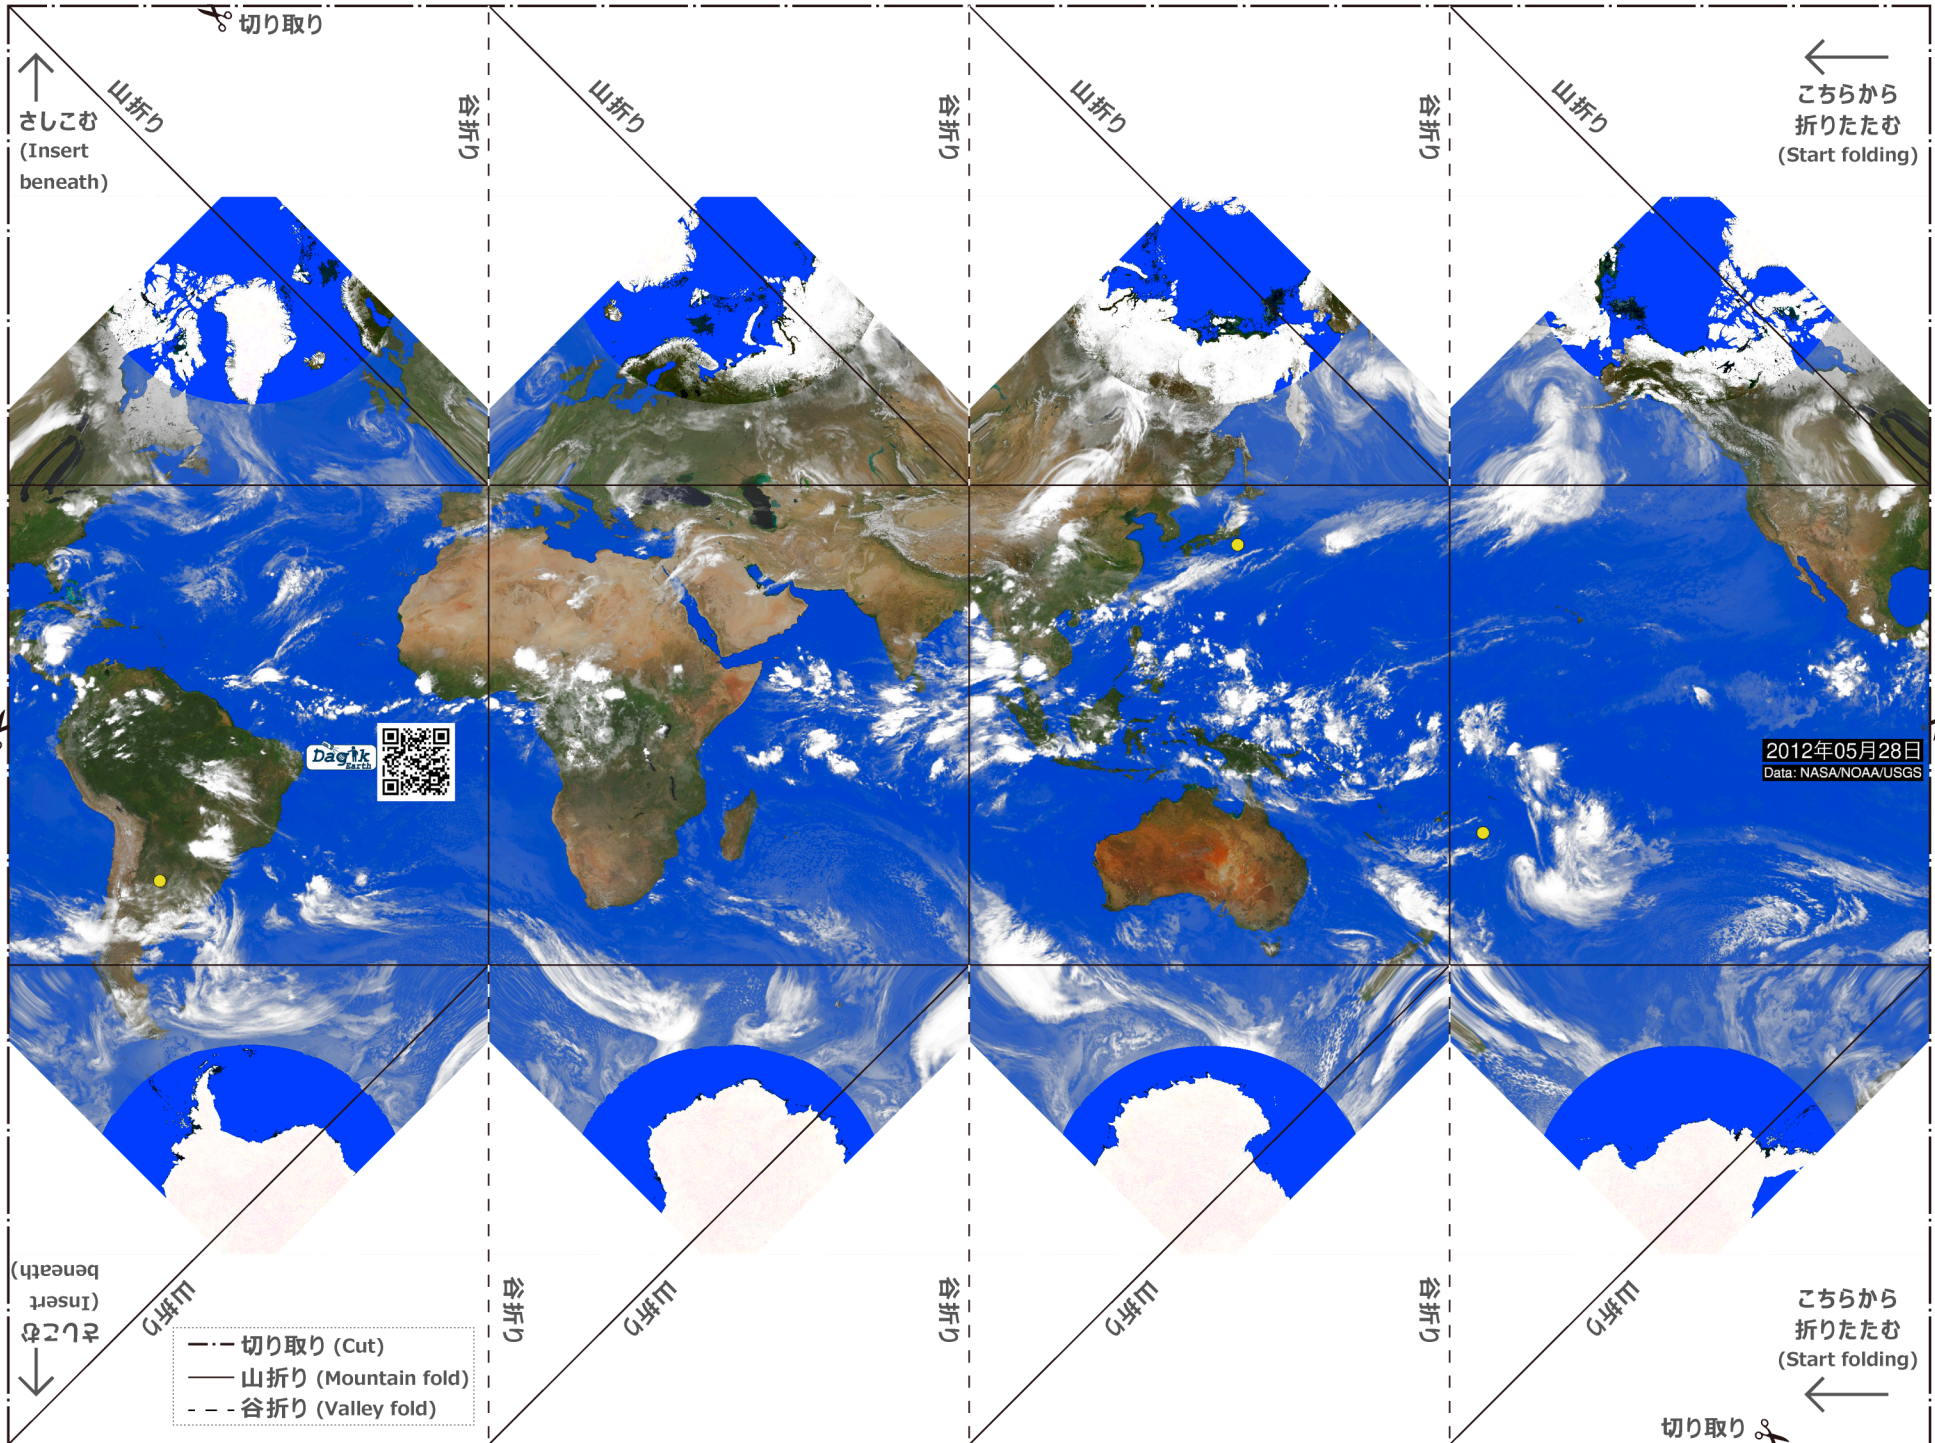 切り取り
山折り
山折り
山折り
山折り
谷折り
谷折り
谷折り
さしこむ
(Insert
beneath)
こちらから
折りたたむ
(Start folding)
Dagik
Earth
2012年05月28日
Data: NASA/NOAA/USGS
さしこむ
(Insert
beneath)
山折り
山折り
山折り
山折り
谷折り
谷折り
谷折り
こちらから
折りたたむ
(Start folding)
切り取り (Cut)
山折り (Mountain fold)
谷折り (Valley fold)
切り取り